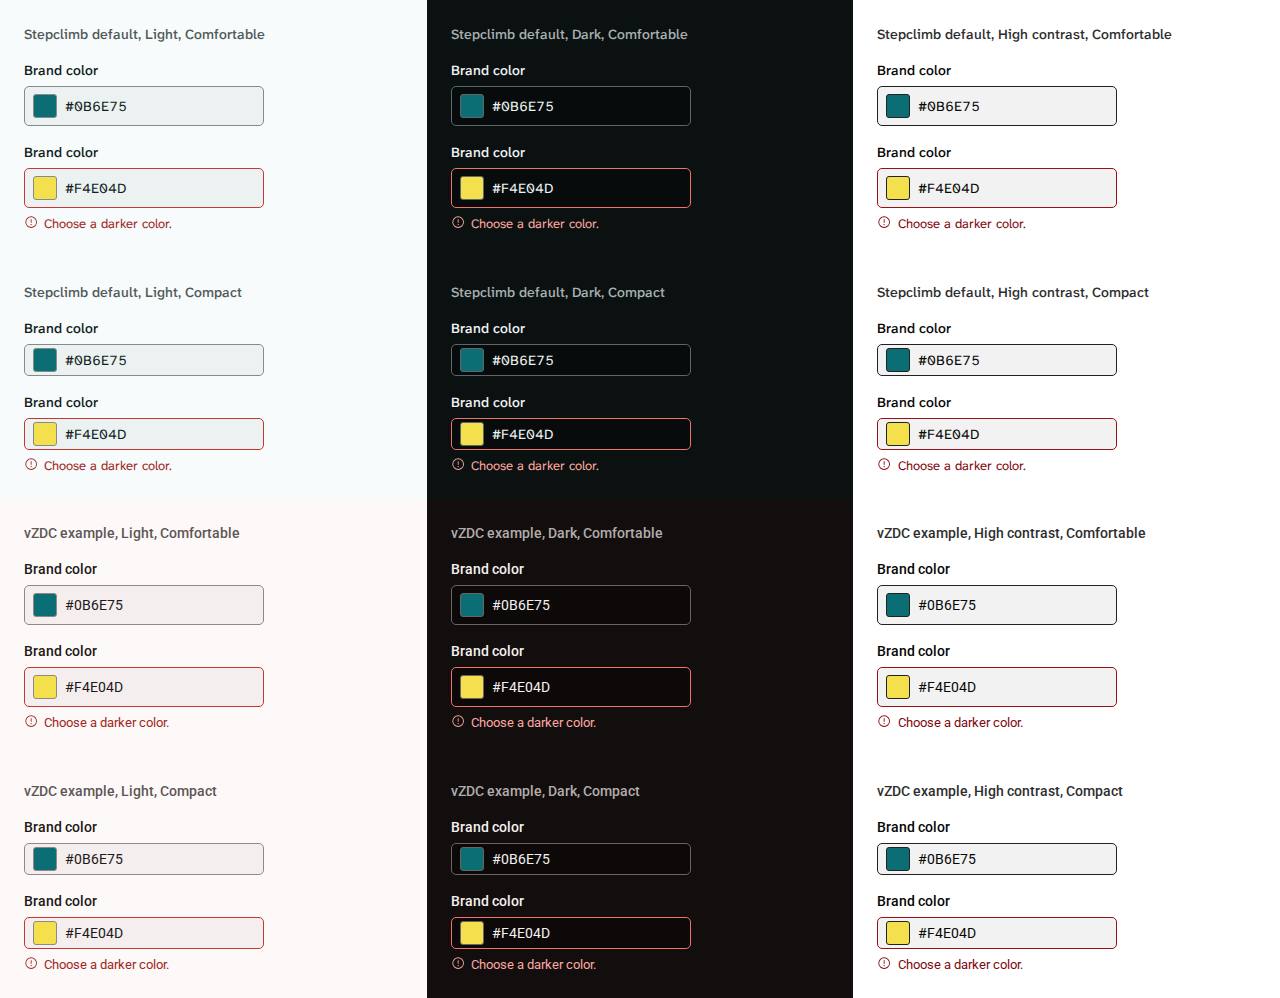 Stepclimb default, Light, Comfortable
Brand color
#0B6E75
Brand color
#F4E04D
Choose a darker color.
Stepclimb default, Light, Compact
Brand color
#0B6E75
Brand color
#F4E04D
Choose a darker color.
vZDC example, Light, Comfortable
Brand color
#0B6E75
Brand color
#F4E04D
Choose a darker color.
vZDC example, Light, Compact
Brand color
#0B6E75
Brand color
#F4E04D
Choose a darker color.
Stepclimb default, Dark, Comfortable
Brand color
#0B6E75
Brand color
#F4E04D
Choose a darker color.
Stepclimb default, Dark, Compact
Brand color
#0B6E75
Brand color
#F4E04D
Choose a darker color.
vZDC example, Dark, Comfortable
Brand color
#0B6E75
Brand color
#F4E04D
Choose a darker color.
vZDC example, Dark, Compact
Brand color
#0B6E75
Brand color
#F4E04D
Choose a darker color.
Stepclimb default, High contrast, Comfortable
Brand color
#0B6E75
Brand color
#F4E04D
Choose a darker color.
Stepclimb default, High contrast, Compact
Brand color
#0B6E75
Brand color
#F4E04D
Choose a darker color.
vZDC example, High contrast, Comfortable
Brand color
#0B6E75
Brand color
#F4E04D
Choose a darker color.
vZDC example, High contrast, Compact
Brand color
#0B6E75
Brand color
#F4E04D
Choose a darker color.